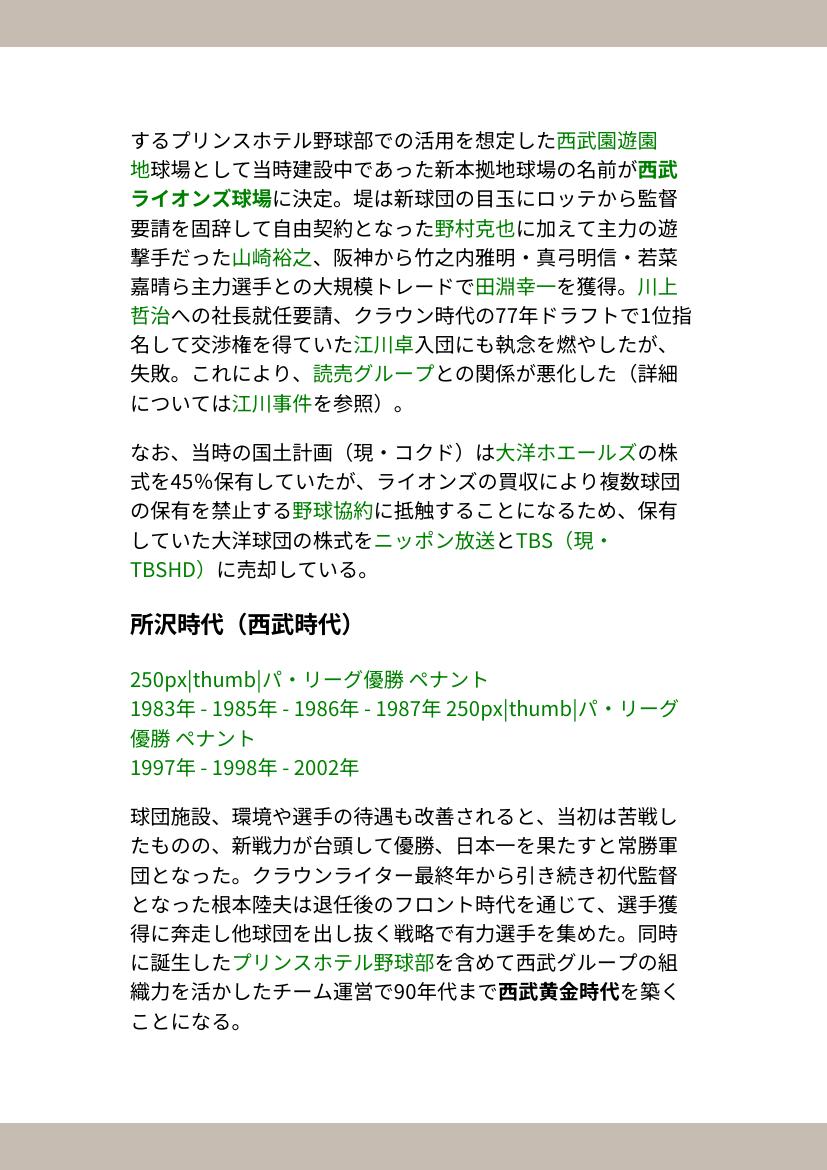 するプリンスホテル野球部での活用を想定した西武園遊園
地球場として当時建設中であった新本拠地球場の名前が西武
ライオンズ球場に決定。堤は新球団の目玉にロッテから監督
要請を固辞して自由契約となった野村克也に加えて主力の遊
撃手だった山崎裕之、阪神から竹之内雅明・真弓明信・若菜
嘉晴ら主力選手との大規模トレードで田淵幸一を獲得。川上
哲治への社長就任要請、クラウン時代の77年ドラフトで1位指
名して交渉権を得ていた江川卓入団にも執念を燃やしたが、
失敗。これにより、読売グループとの関係が悪化した（詳細
については江川事件を参照）。
なお、当時の国土計画（現・コクド）は大洋ホエールズの株
式を45%保有していたが、ライオンズの買収により複数球団
の保有を禁止する野球協約に抵触することになるため、保有
していた大洋球団の株式をニッポン放送とTBS（現・
TBSHD）に売却している。
所沢時代（西武時代）
250px|thumb|パ・リーグ優勝 ペナント
1983年 - 1985年 - 1986年 - 1987年 250px|thumb|パ・リーグ
優勝 ペナント
1997年 - 1998年 - 2002年
球団施設、環境や選手の待遇も改善されると、当初は苦戦し
たものの、新戦力が台頭して優勝、日本一を果たすと常勝軍
団となった。クラウンライター最終年から引き続き初代監督
となった根本陸夫は退任後のフロント時代を通じて、選手獲
得に奔走し他球団を出し抜く戦略で有力選手を集めた。同時
に誕生したプリンスホテル野球部を含めて西武グループの組
織力を活かしたチーム運営で90年代まで西武黄金時代を築く
ことになる。